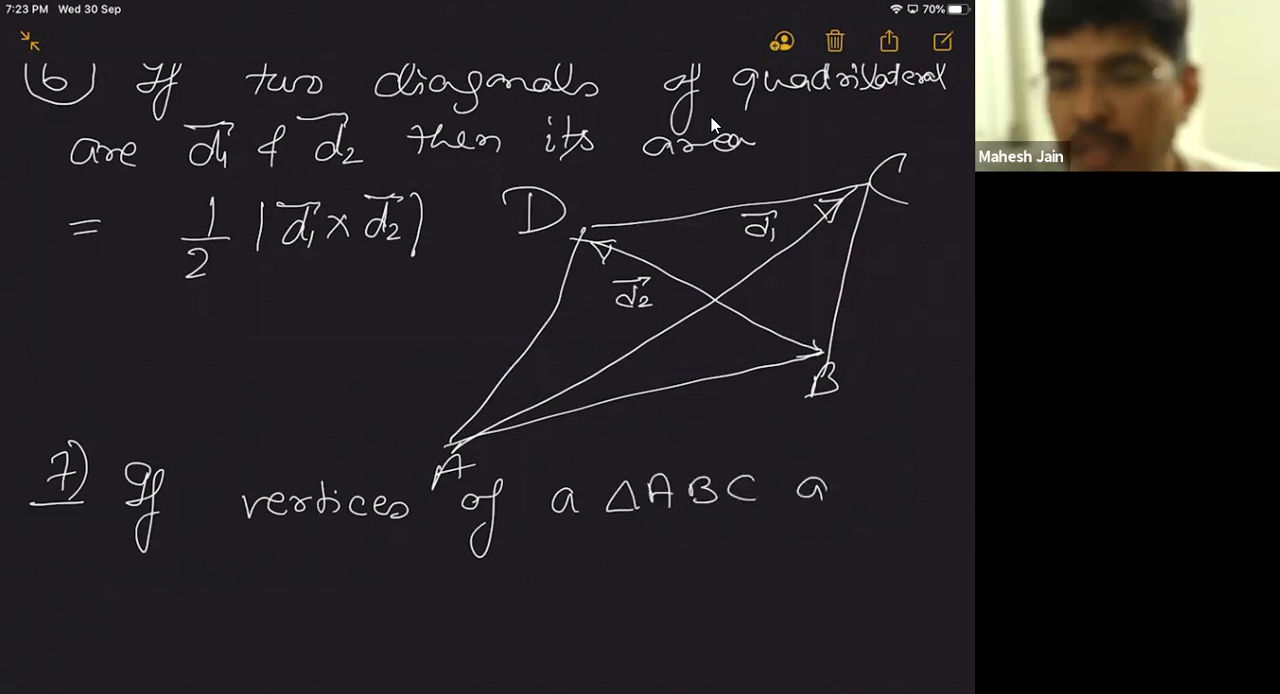 7:23 PM Wed 30 Sep
70%
Mahesh Jain
(6) If two diagonals of quadrilateral
are d₁⃗ & d₂⃗ then its area
= 1/2 |d₁⃗ × d₂⃗|
D
C
d₁⃗
d₂⃗
B
A
7) If vertices of a △ABC a